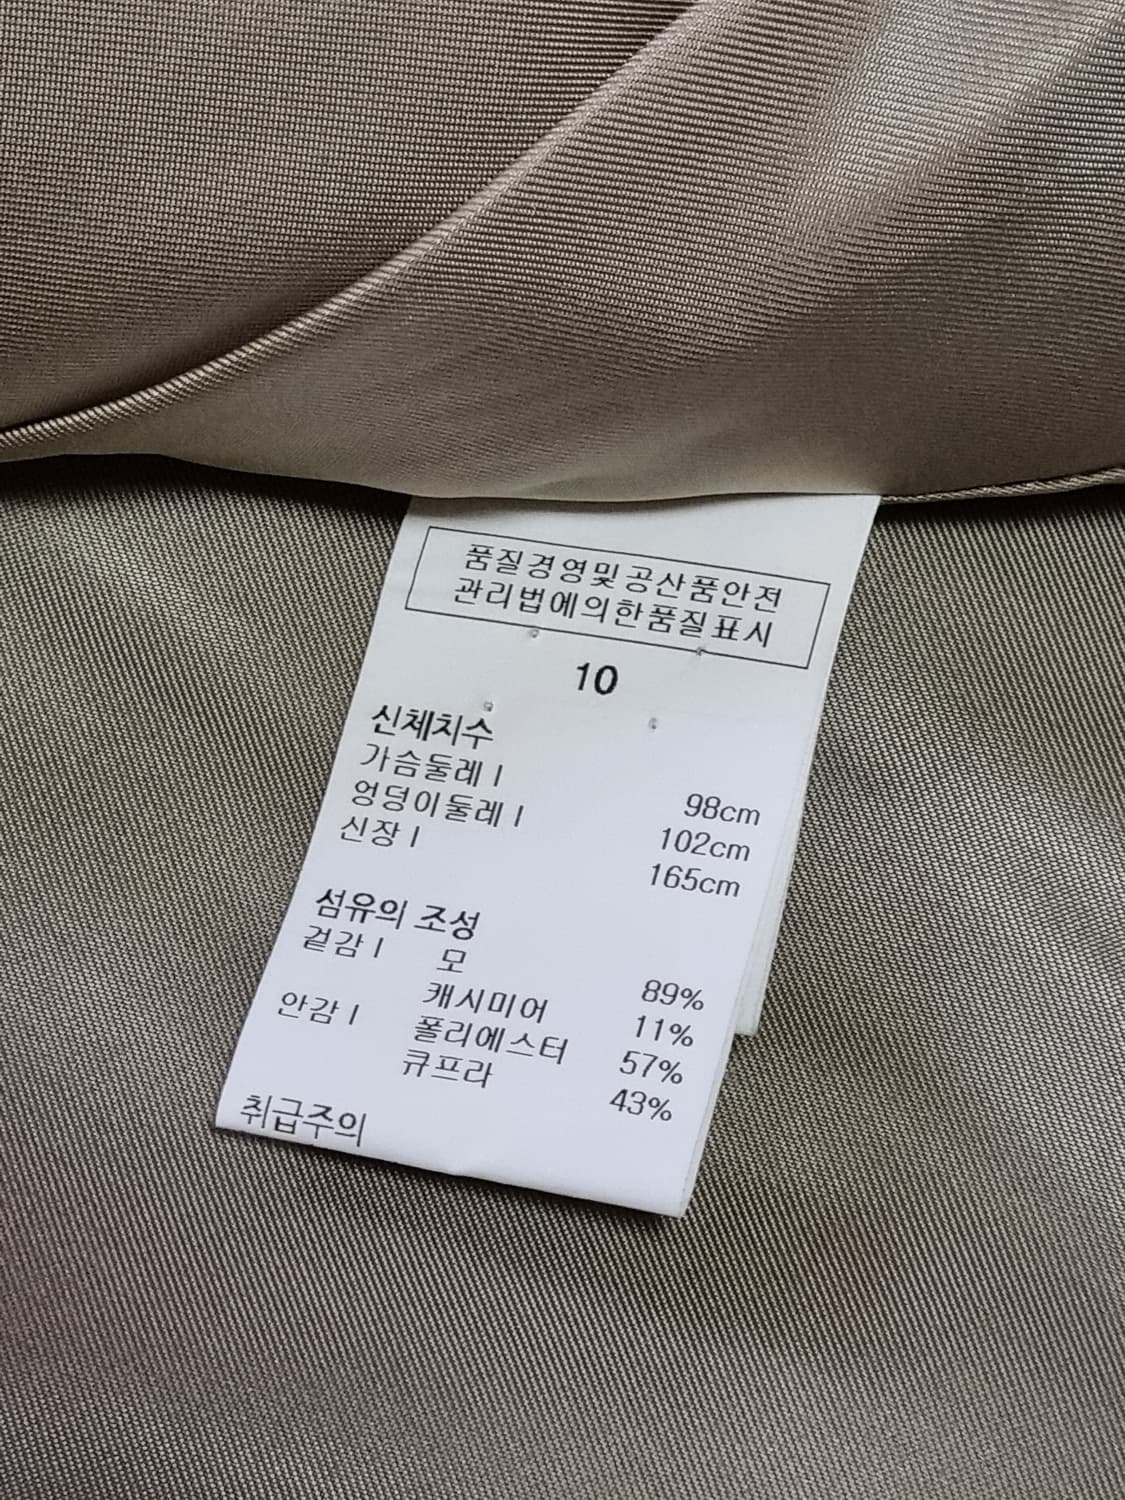 품질경영및공산품안전
관리법에의한품질표시
10
신체치수
가슴둘레 I 98cm
엉덩이둘레 I 102cm
신장 I 165cm
섬유의 조성
겉감 I 모 89%
캐시미어 11%
안감 I 폴리에스터 57%
큐프라 43%
취급주의